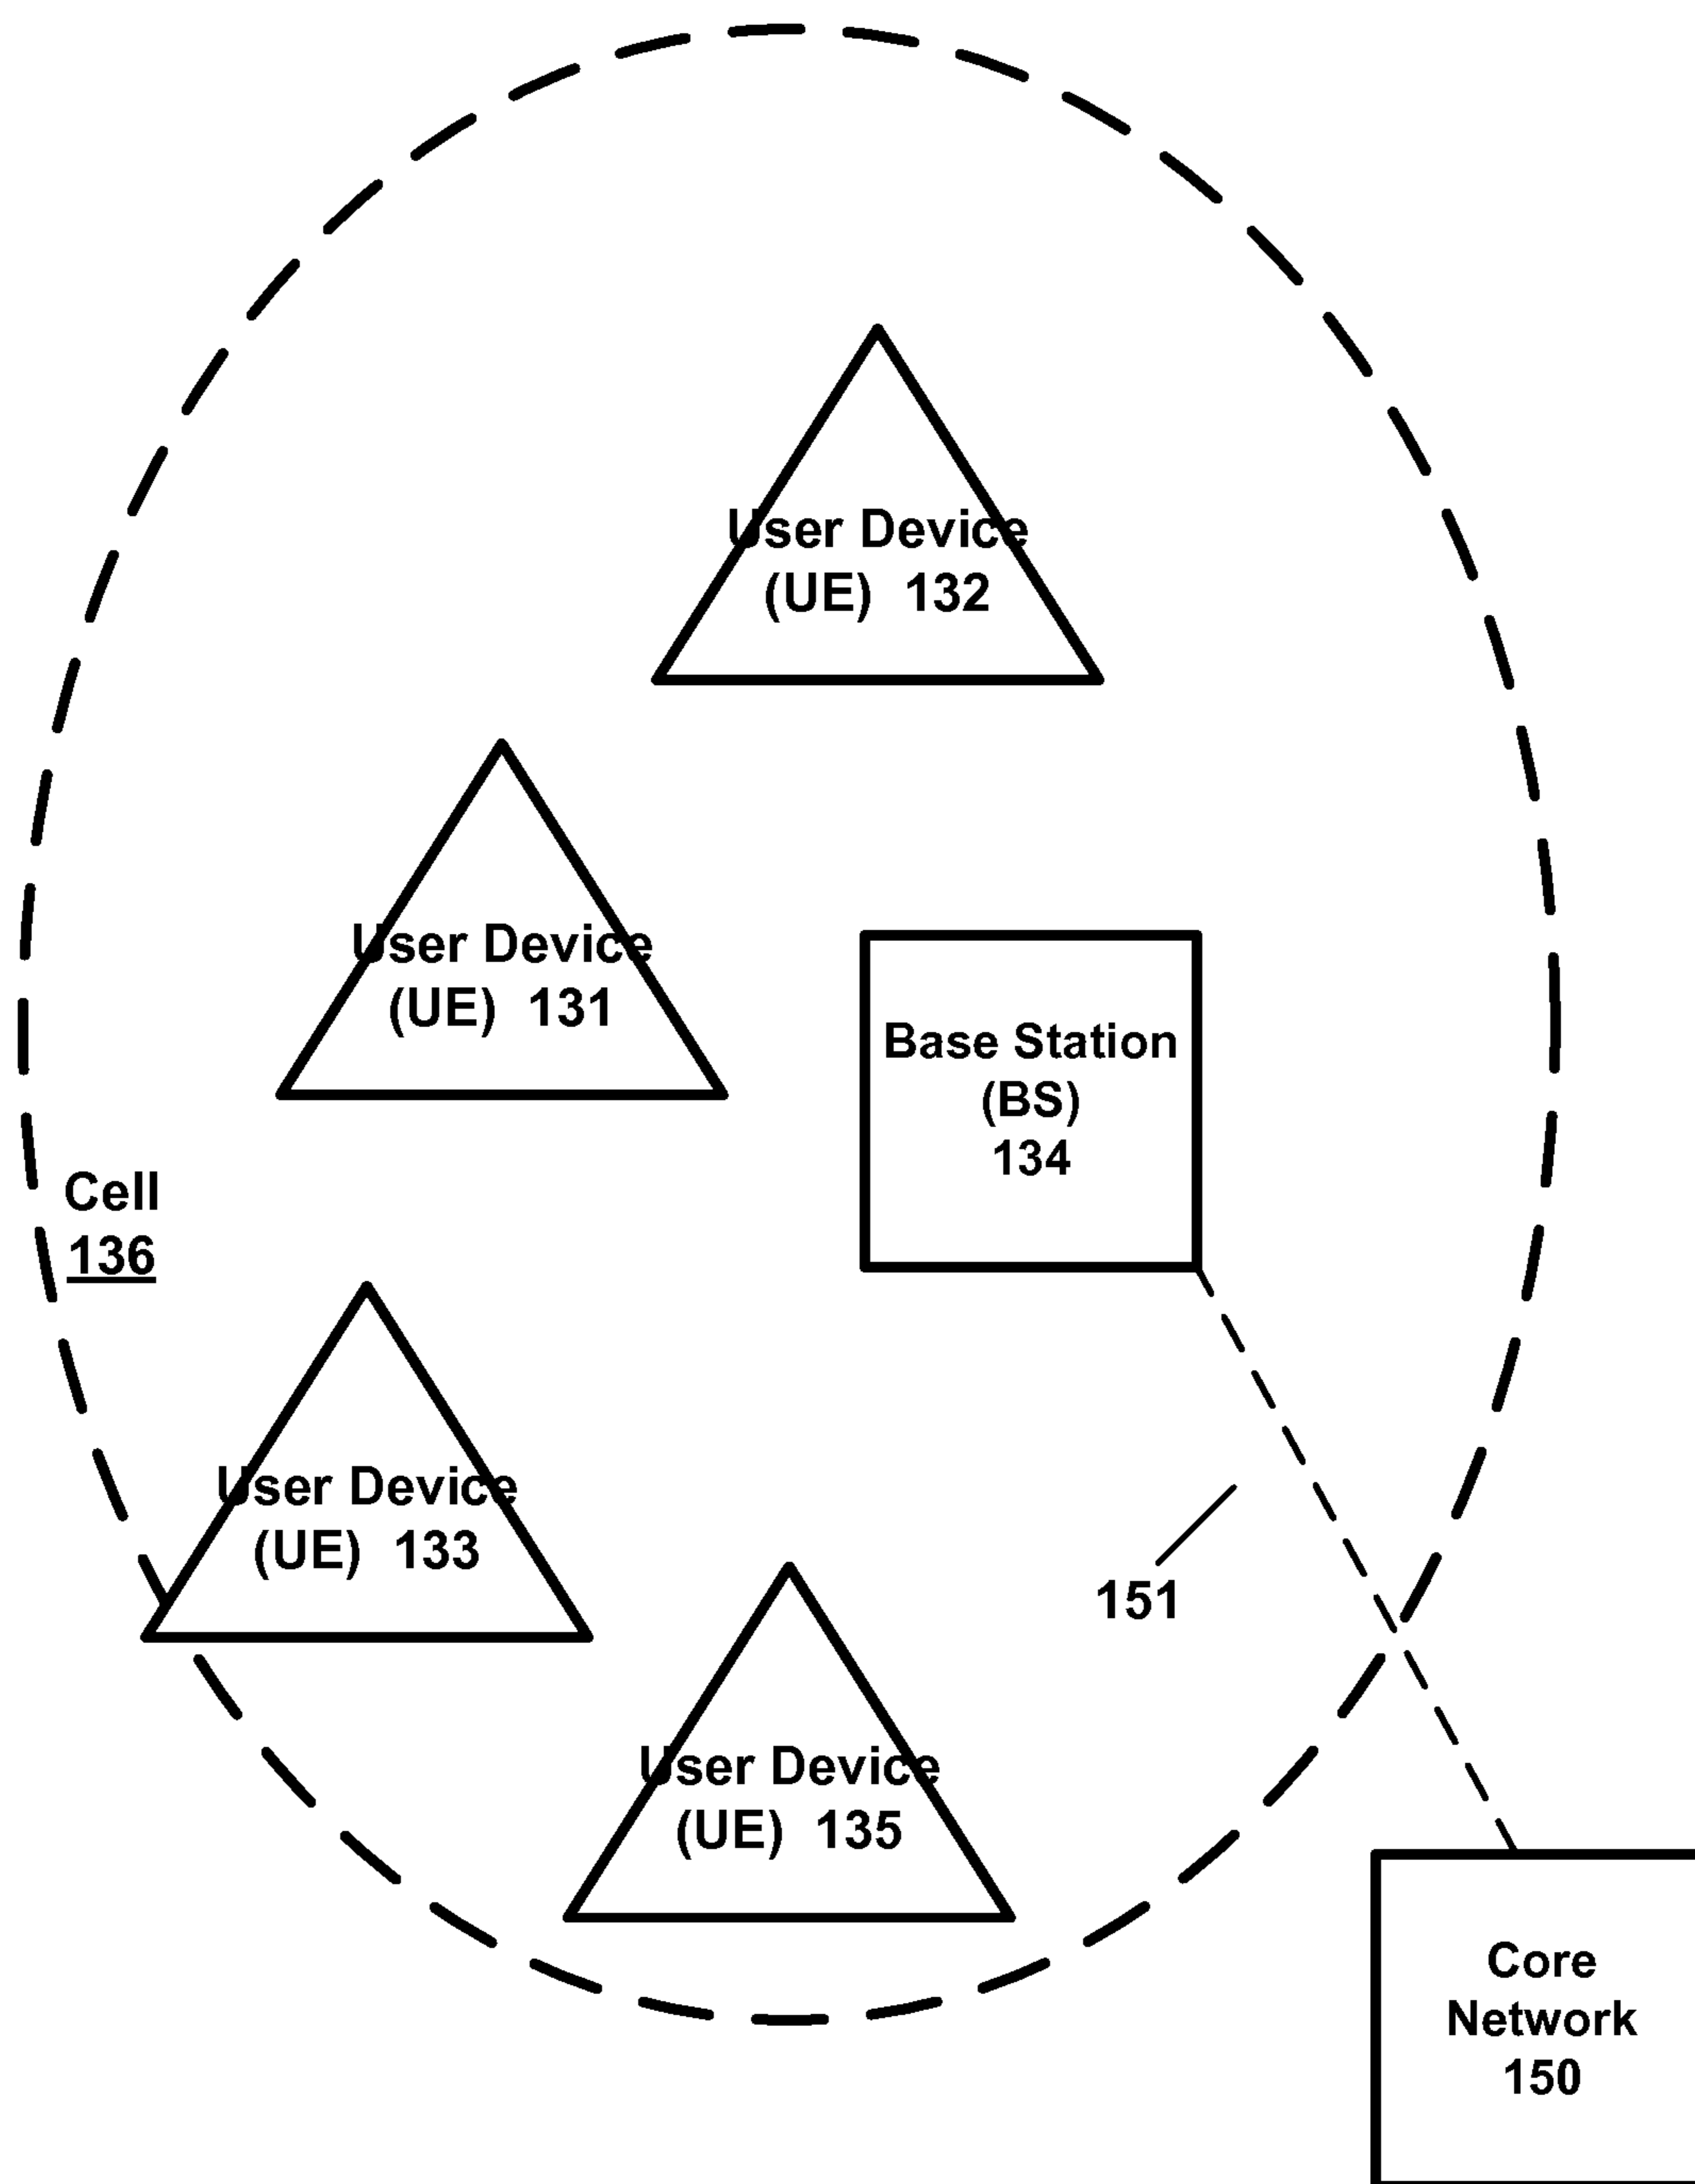 User Device
(UE) 132
User Device
(UE) 131
Base Station
(BS)
134
Cell
136
User Device
(UE) 133
151
User Device
(UE) 135
Core
Network
150